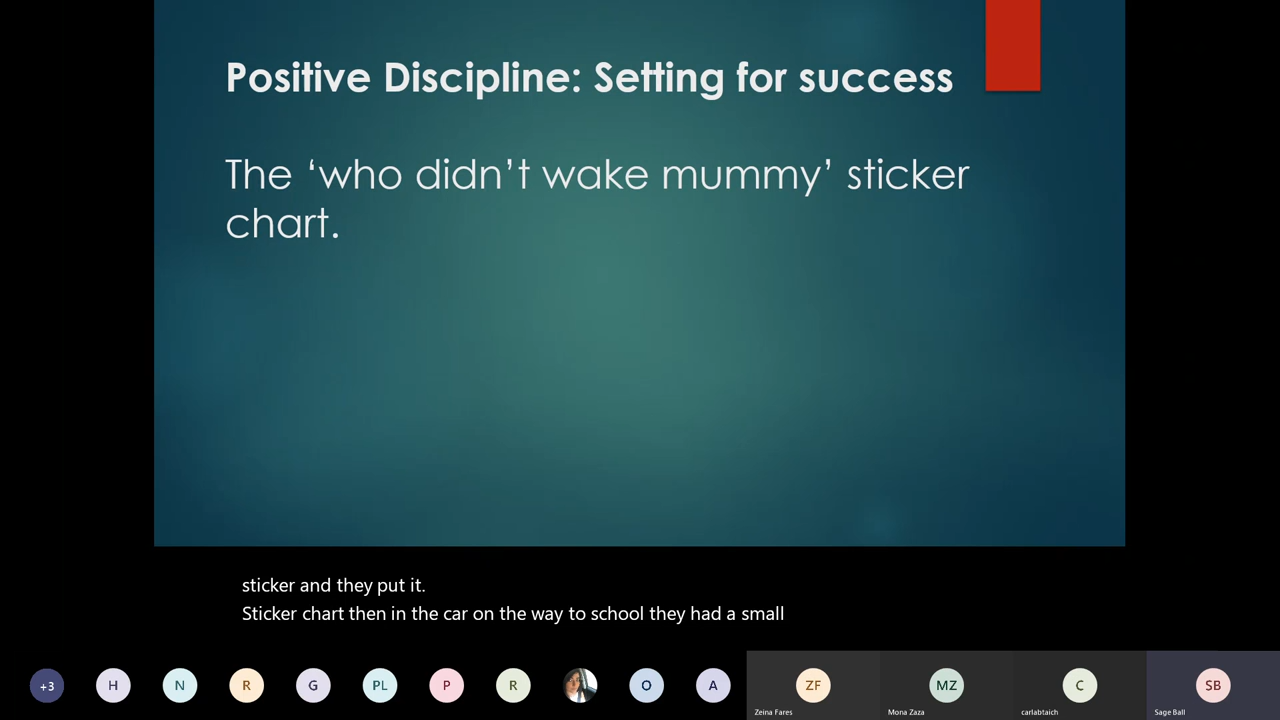 Positive Discipline: Setting for success
The ‘who didn’t wake mummy’ sticker
chart.
sticker and they put it.
Sticker chart then in the car on the way to school they had a small
+3
H
N
R
G
PL
P
R
O
A
ZF
MZ
C
SB
Zeina Fares
Mona Zaza
carlabtaich
Sage Ball